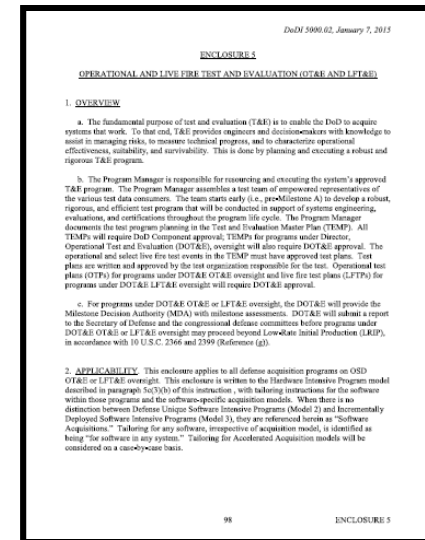 DoDI 5000.02, January 7, 2015
ENCLOSURE 5
OPERATIONAL AND LIVE FIRE TEST AND EVALUATION (OT&E AND LFT&E)
1. OVERVIEW
a. The fundamental purpose of test and evaluation (T&E) is to enable the DoD to acquire
systems that work. To that end, T&E provides engineers and decision-makers with knowledge to
assist in managing risks, to measure technical progress, and to characterize operational
effectiveness, suitability, and survivability. This is done by planning and executing a robust and
rigorous T&E program.
b. The Program Manager is responsible for resourcing and executing the system's approved
T&E program. The Program Manager assembles a test team of empowered representatives of
the various test data consumers. The team starts early (i.e., pre-Milestone A) to develop a robust,
rigorous, and efficient test program that will be conducted in support of systems engineering,
evaluations, and certifications throughout the program life cycle. The Program Manager
documents the test program planning in the Test and Evaluation Master Plan (TEMP). All
TEMPs will require DoD Component approval; TEMPs for programs under Director,
Operational Test and Evaluation (DOT&E), oversight will also require DOT&E approval. The
operational and select live fire test events in the TEMP must have approved test plans. Test
plans are written and approved by the test organization responsible for the test. Operational test
plans (OTPs) for programs under DOT&E OT&E oversight and live fire test plans (LFTPs) for
programs under DOT&E LFT&E oversight will require DOT&E approval.
c. For programs under DOT&E OT&E or LFT&E oversight, the DOT&E will provide the
Milestone Decision Authority (MDA) with milestone assessments. DOT&E will submit a report
to the Secretary of Defense and the congressional defense committees before programs under
DOT&E OT&E or LFT&E oversight may proceed beyond Low-Rate Initial Production (LRIP),
in accordance with 10 U.S.C. 2366 and 2399 (Reference (g)).
2. APPLICABILITY. This enclosure applies to all defense acquisition programs on OSD
OT&E or LFT&E oversight. This enclosure is written to the Hardware Intensive Program model
described in paragraph 5c(3)(b) of this instruction , with tailoring instructions for the software
within those programs and the software-specific acquisition models. When there is no
distinction between Defense Unique Software Intensive Programs (Model 2) and Incrementally
Deployed Software Intensive Programs (Model 3), they are referenced herein as "Software
Acquisitions." Tailoring for any software, irrespective of acquisition model, is identified as
being "for software in any system." Tailoring for Accelerated Acquisition models will be
considered on a case-by-case basis.
98
ENCLOSURE 5